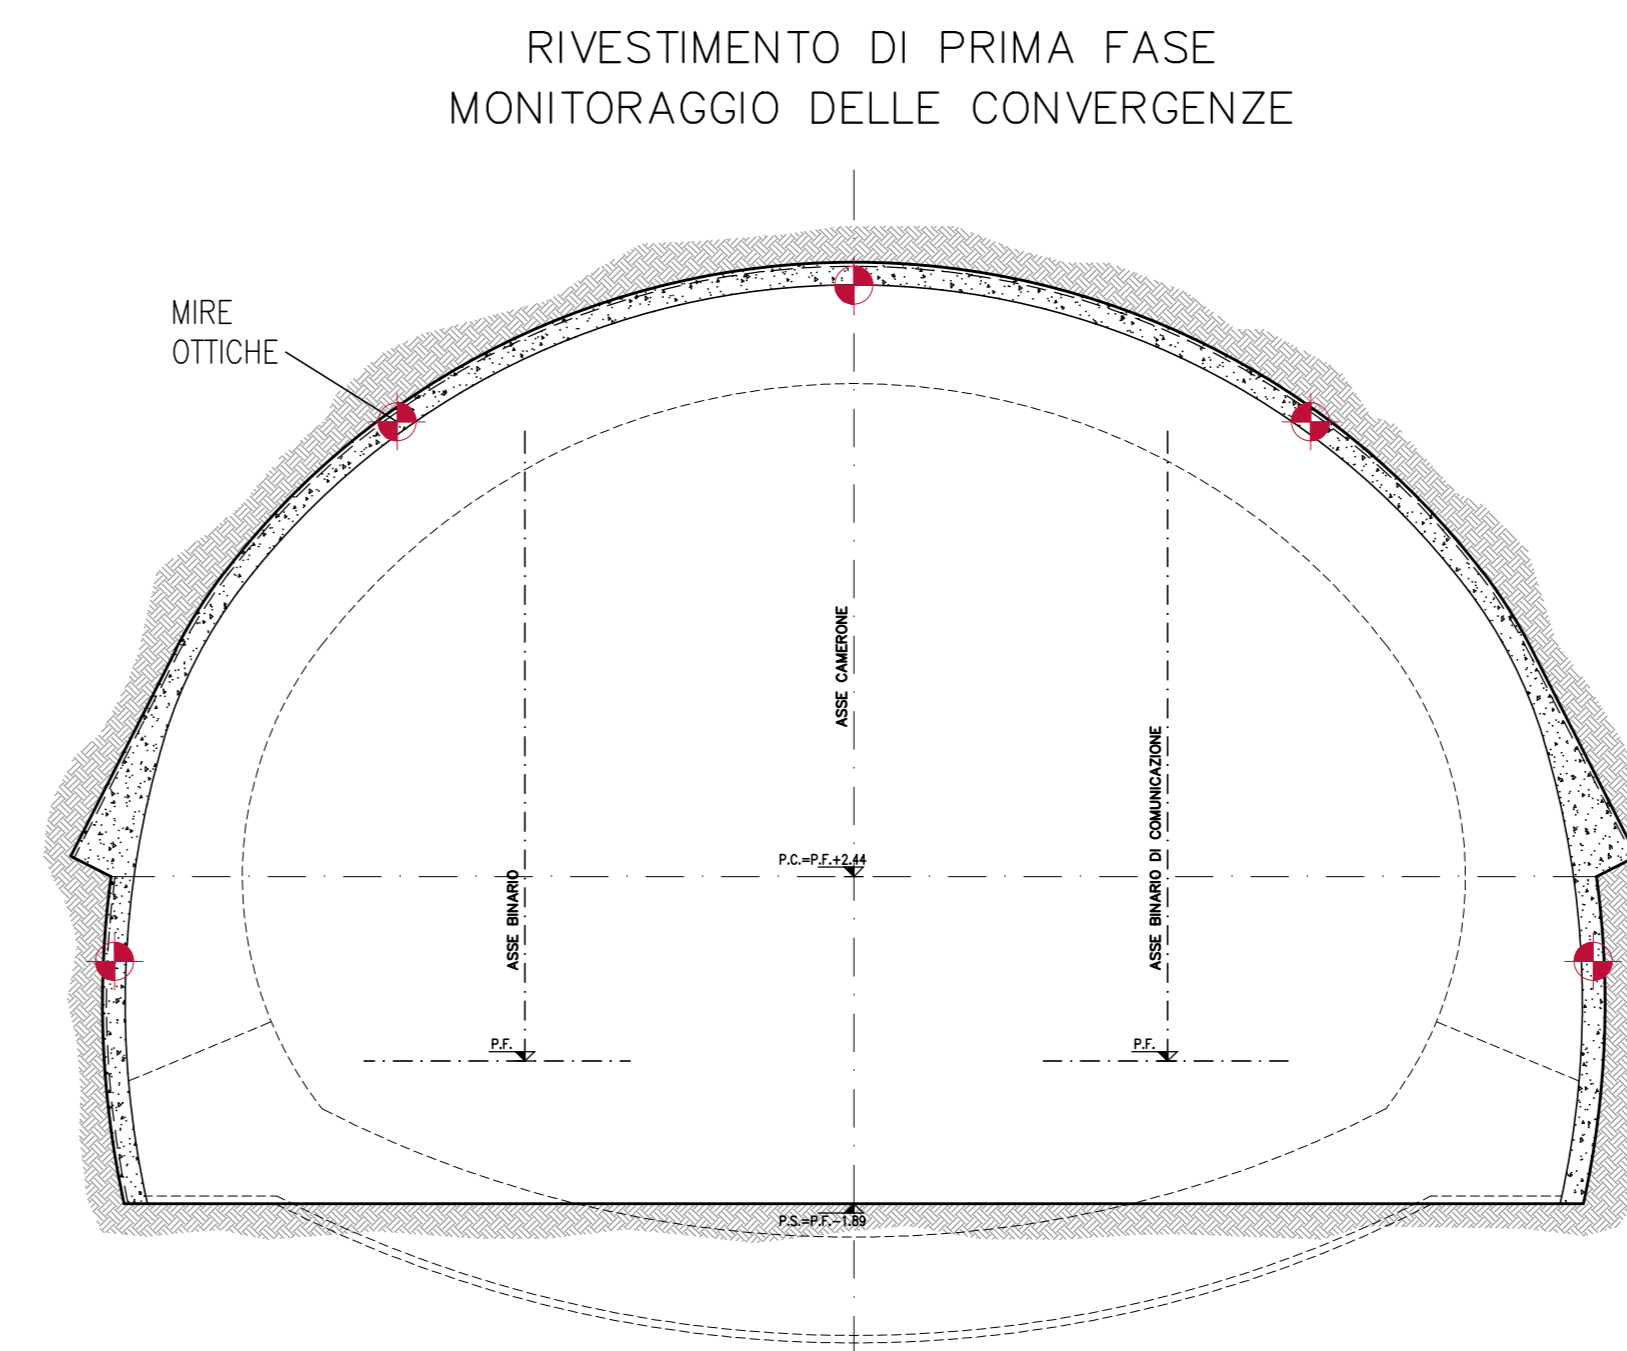 RIVESTIMENTO DI PRIMA FASE
MONITORAGGIO DELLE CONVERGENZE
MIRE
OTTICHE
ASSE CAMERONE
ASSE BINARIO DI COMUNICAZIONE
P.C.=P.F.+2.44
ASSE BINARIO
P.F.
P.F.
P.S.=P.F.-1.89